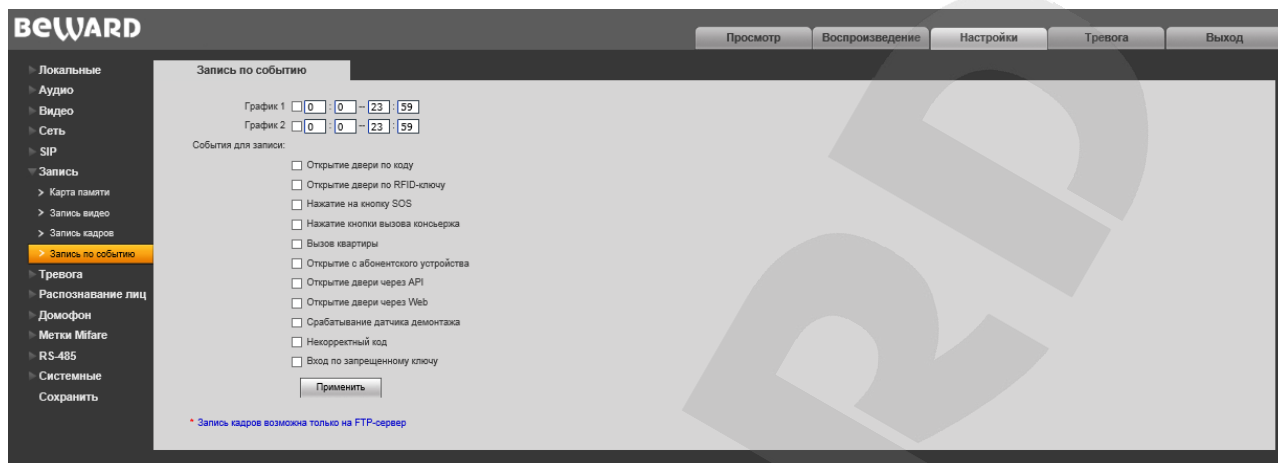 BEWARD
Просмотр Воспроизведение Настройки Тревога Выход
Локальные
Аудио
Видео
Сеть
SIP
Запись
Карта памяти
Запись видео
Запись кадров
Запись по событию
Тревога
Распознавание лиц
Домофон
Метки Mifare
RS-485
Системные
Сохранить
Запись по событию
График 1 0 : 0 -- 23 : 59
График 2 0 : 0 -- 23 : 59
События для записи:
Открытие двери по коду
Открытие двери по RFID-ключу
Нажатие на кнопку SOS
Нажатие кнопки вызова консьержа
Вызов квартиры
Открытие с абонентского устройства
Открытие двери через API
Открытие двери через Web
Срабатывание датчика демонтажа
Некорректный код
Вход по запрещенному ключу
Применить
* Запись кадров возможна только на FTP-сервер
RD